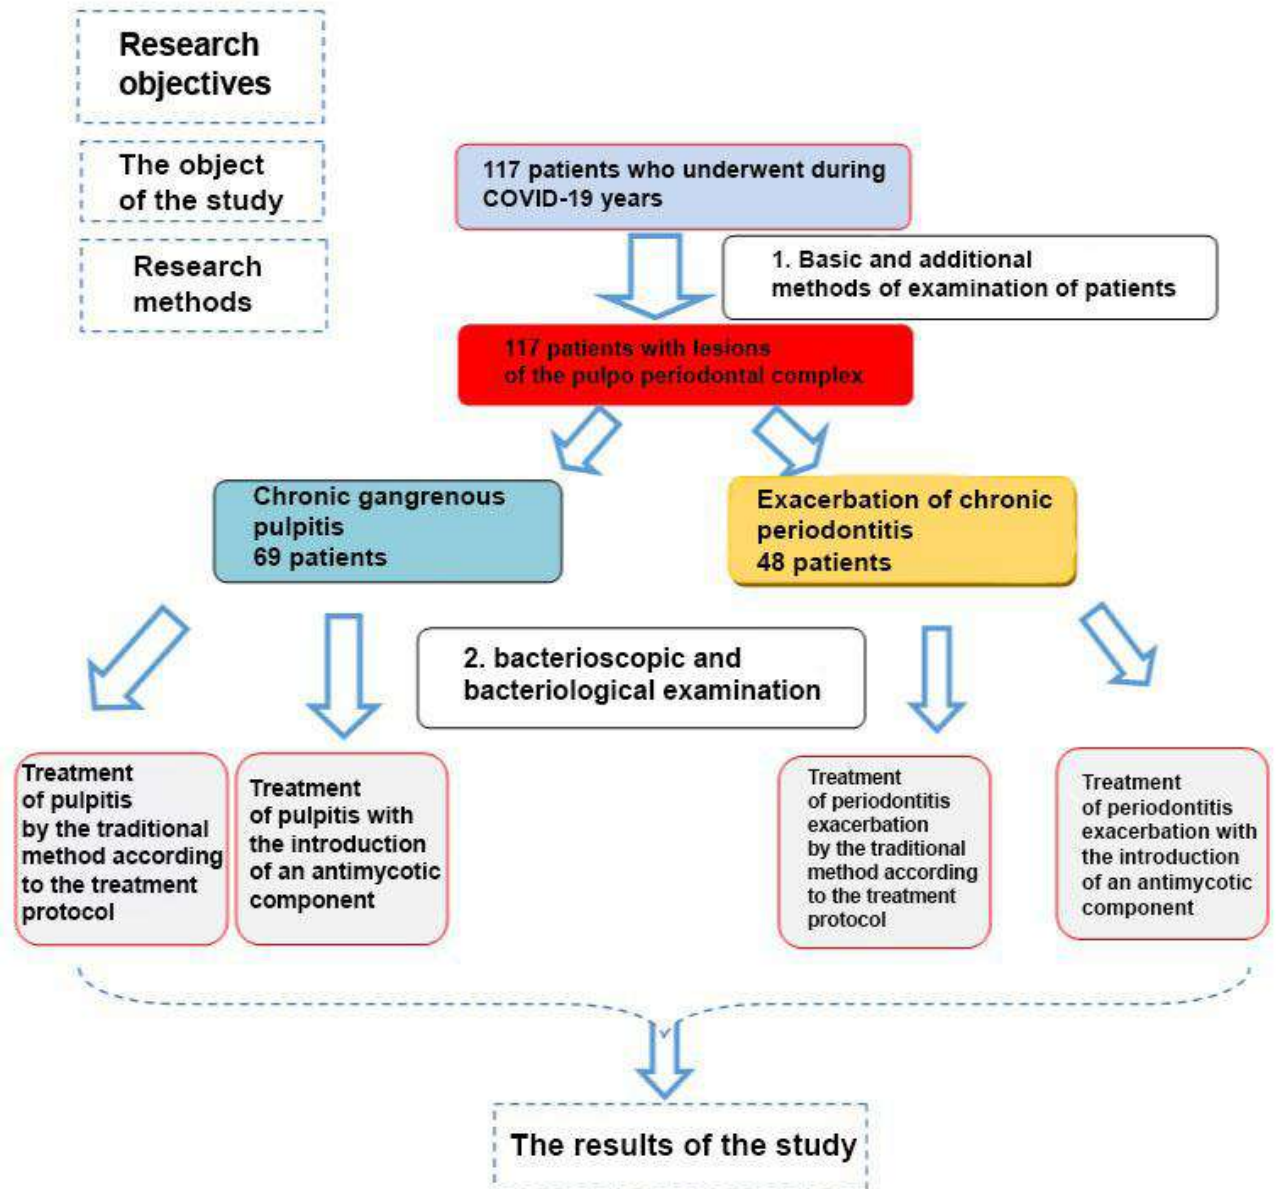 Research
objectives
The object
of the study
Research
methods
117 patients who underwent during
COVID-19 years
1. Basic and additional
methods of examination of patients
117 patients with lesions
of the pulpo periodontal complex
Chronic gangrenous
pulpitis
69 patients
Exacerbation of chronic
periodontitis
48 patients
2. bacterioscopic and
bacteriological examination
Treatment
of pulpitis
by the traditional
method according
to the treatment
protocol
Treatment
of pulpitis with
the introduction
of an antimycotic
component
Treatment
of periodontitis
exacerbation
by the traditional
method according
to the treatment
protocol
Treatment
of periodontitis
exacerbation with
the introduction
of an antimycotic
component
The results of the study